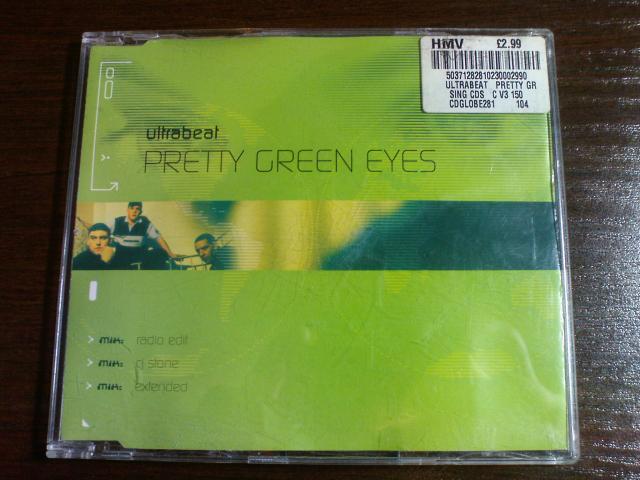 HMV £2.99
50371282810230002990
ULTRABEAT PRETTY GR
SING CDS C V3 150
CDGLOBE281 104
ultrabeat
PRETTY GREEN EYES
mix: radio edit
mix: cj stone
mix: extended